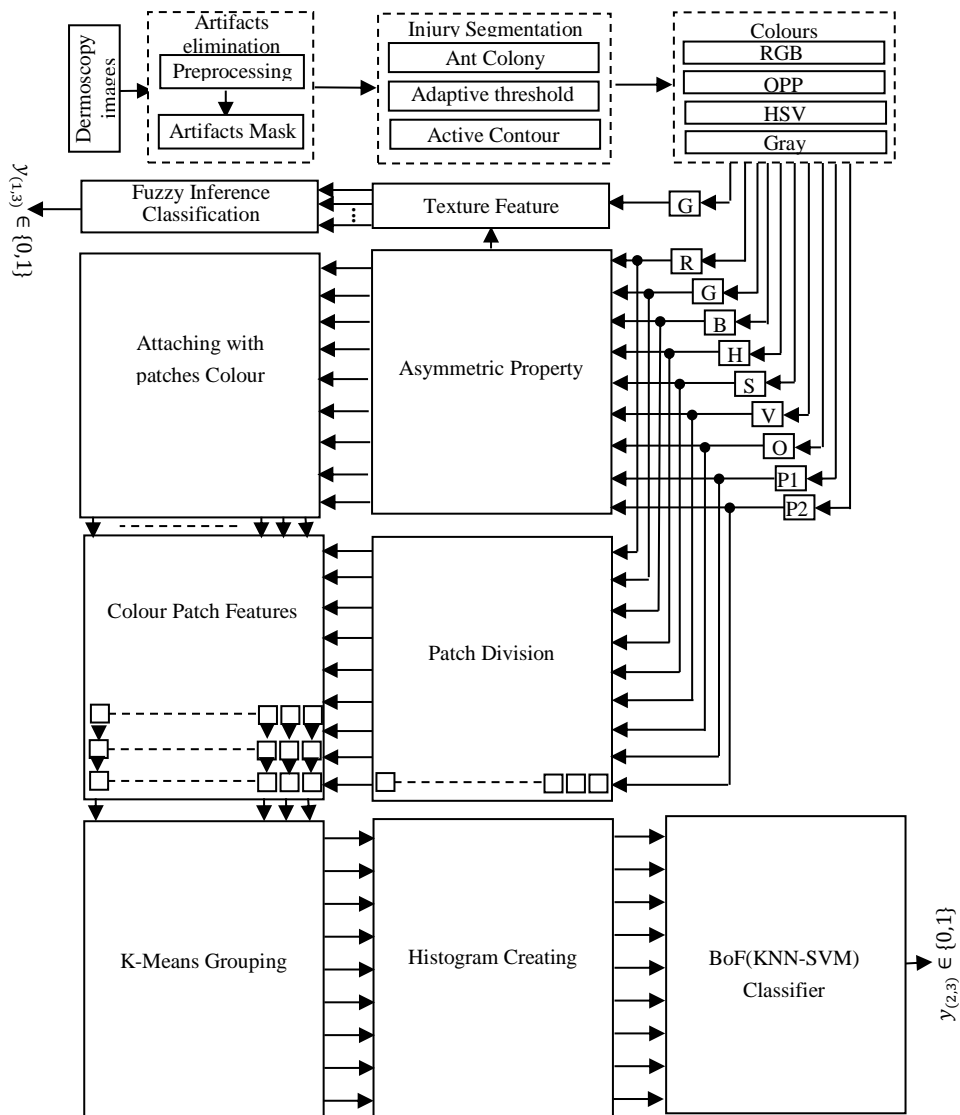 Dermoscopy
images
Artifacts
elimination
Preprocessing
Artifacts Mask
Injury Segmentation
Ant Colony
Adaptive threshold
Active Contour
Colours
RGB
OPP
HSV
Gray
y(1,3) ∈ {0,1}
Fuzzy Inference
Classification
Texture Feature
G
R
G
B
H
S
V
O
P1
P2
Attaching with
patches Colour
Asymmetric Property
Colour Patch Features
Patch Division
K-Means Grouping
Histogram Creating
BoF(KNN-SVM)
Classifier
y(2,3) ∈ {0,1}